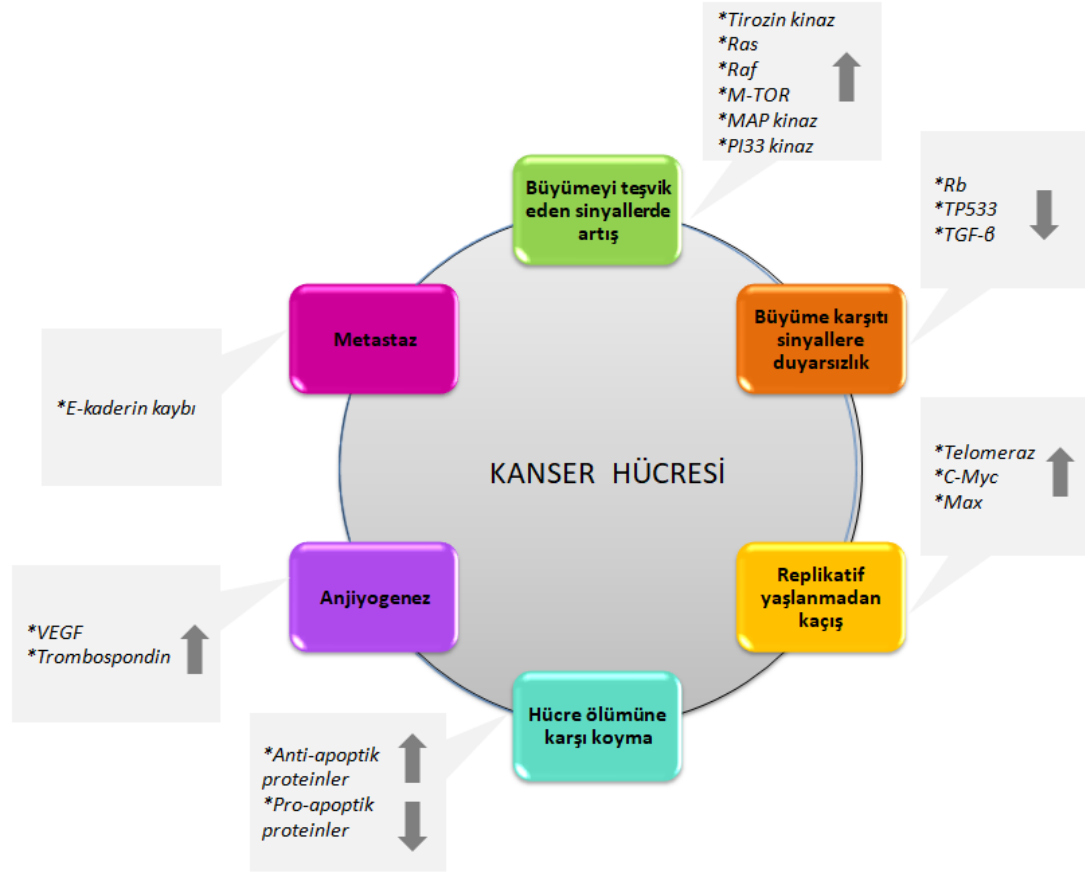 *Tirozin kinaz
*Ras
*Raf
*M-TOR
*MAP kinaz
*PI33 kinaz
Büyümeyi teşvik
eden sinyallerde
artış
*Rb
*TP533
*TGF-β
Büyüme karşıtı
sinyallere
duyarsızlık
Metastaz
*E-kaderin kaybı
KANSER HÜCRESİ
*Telomeraz
*C-Myc
*Max
Replikatif
yaşlanmadan
kaçış
Anjiyogenez
*VEGF
*Trombospondin
Hücre ölümüne
karşı koyma
*Anti-apoptik
proteinler
*Pro-apoptik
proteinler